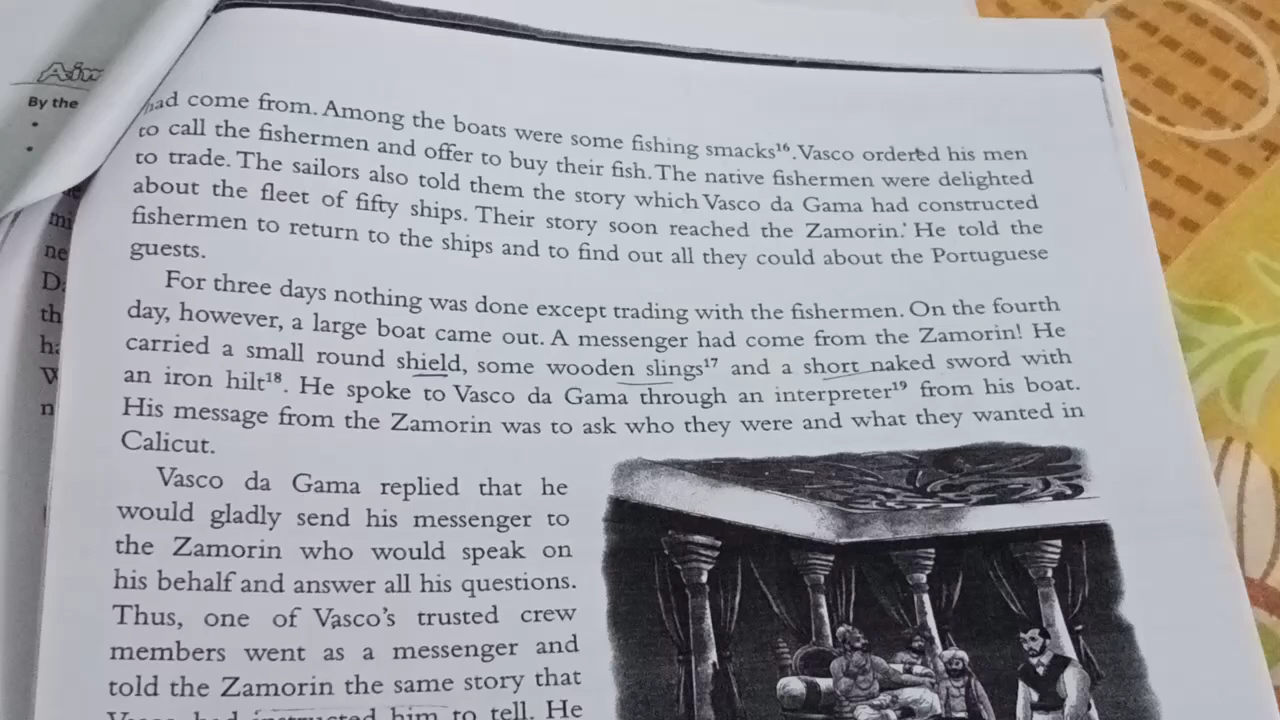 By the
•
•
mi
ne
th
n
had come from. Among the boats were some fishing smacks¹⁶. Vasco ordered his men
to call the fishermen and offer to buy their fish. The native fishermen were delighted
to trade. The sailors also told them the story which Vasco da Gama had constructed
about the fleet of fifty ships. Their story soon reached the Zamorin. He told the
fishermen to return to the ships and to find out all they could about the Portuguese
guests.
For three days nothing was done except trading with the fishermen. On the fourth
day, however, a large boat came out. A messenger had come from the Zamorin! He
carried a small round shield, some wooden slings¹⁷ and a short naked sword with
an iron hilt¹⁸. He spoke to Vasco da Gama through an interpreter¹⁹ from his boat.
His message from the Zamorin was to ask who they were and what they wanted in
Calicut.
Vasco da Gama replied that he
would gladly send his messenger to
the Zamorin who would speak on
his behalf and answer all his questions.
Thus, one of Vasco's trusted crew
members went as a messenger and
told the Zamorin the same story that
Vasco had instructed him to tell. He